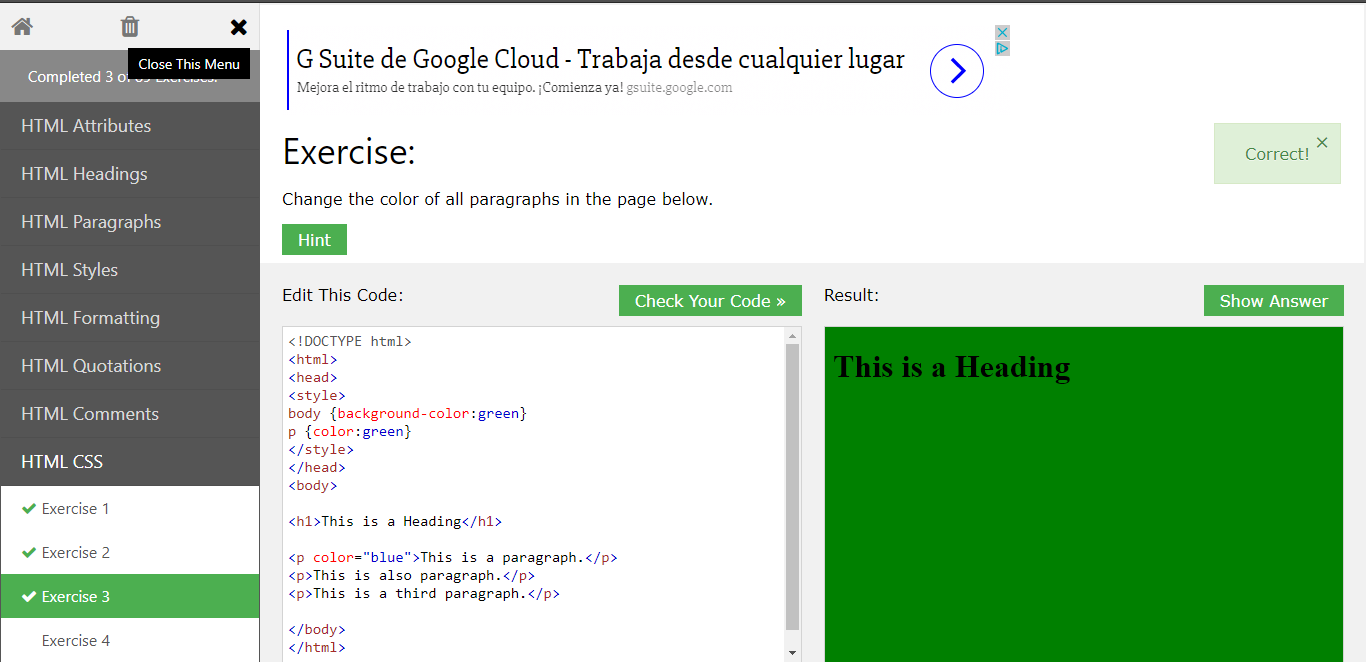 Close This Menu
Completed 3 of 69 Exercises:
HTML Attributes
HTML Headings
HTML Paragraphs
HTML Styles
HTML Formatting
HTML Quotations
HTML Comments
HTML CSS
Exercise 1
Exercise 2
Exercise 3
Exercise 4
G Suite de Google Cloud - Trabaja desde cualquier lugar
Mejora el ritmo de trabajo con tu equipo. ¡Comienza ya! gsuite.google.com
Exercise:
Correct! ×
Change the color of all paragraphs in the page below.
Hint
Edit This Code:
Check Your Code »
<!DOCTYPE html>
<html>
<head>
<style>
body {background-color:green}
p {color:green}
</style>
</head>
<body>
<h1>This is a Heading</h1>
<p color="blue">This is a paragraph.</p>
<p>This is also paragraph.</p>
<p>This is a third paragraph.</p>
</body>
</html>
Result:
Show Answer
This is a Heading